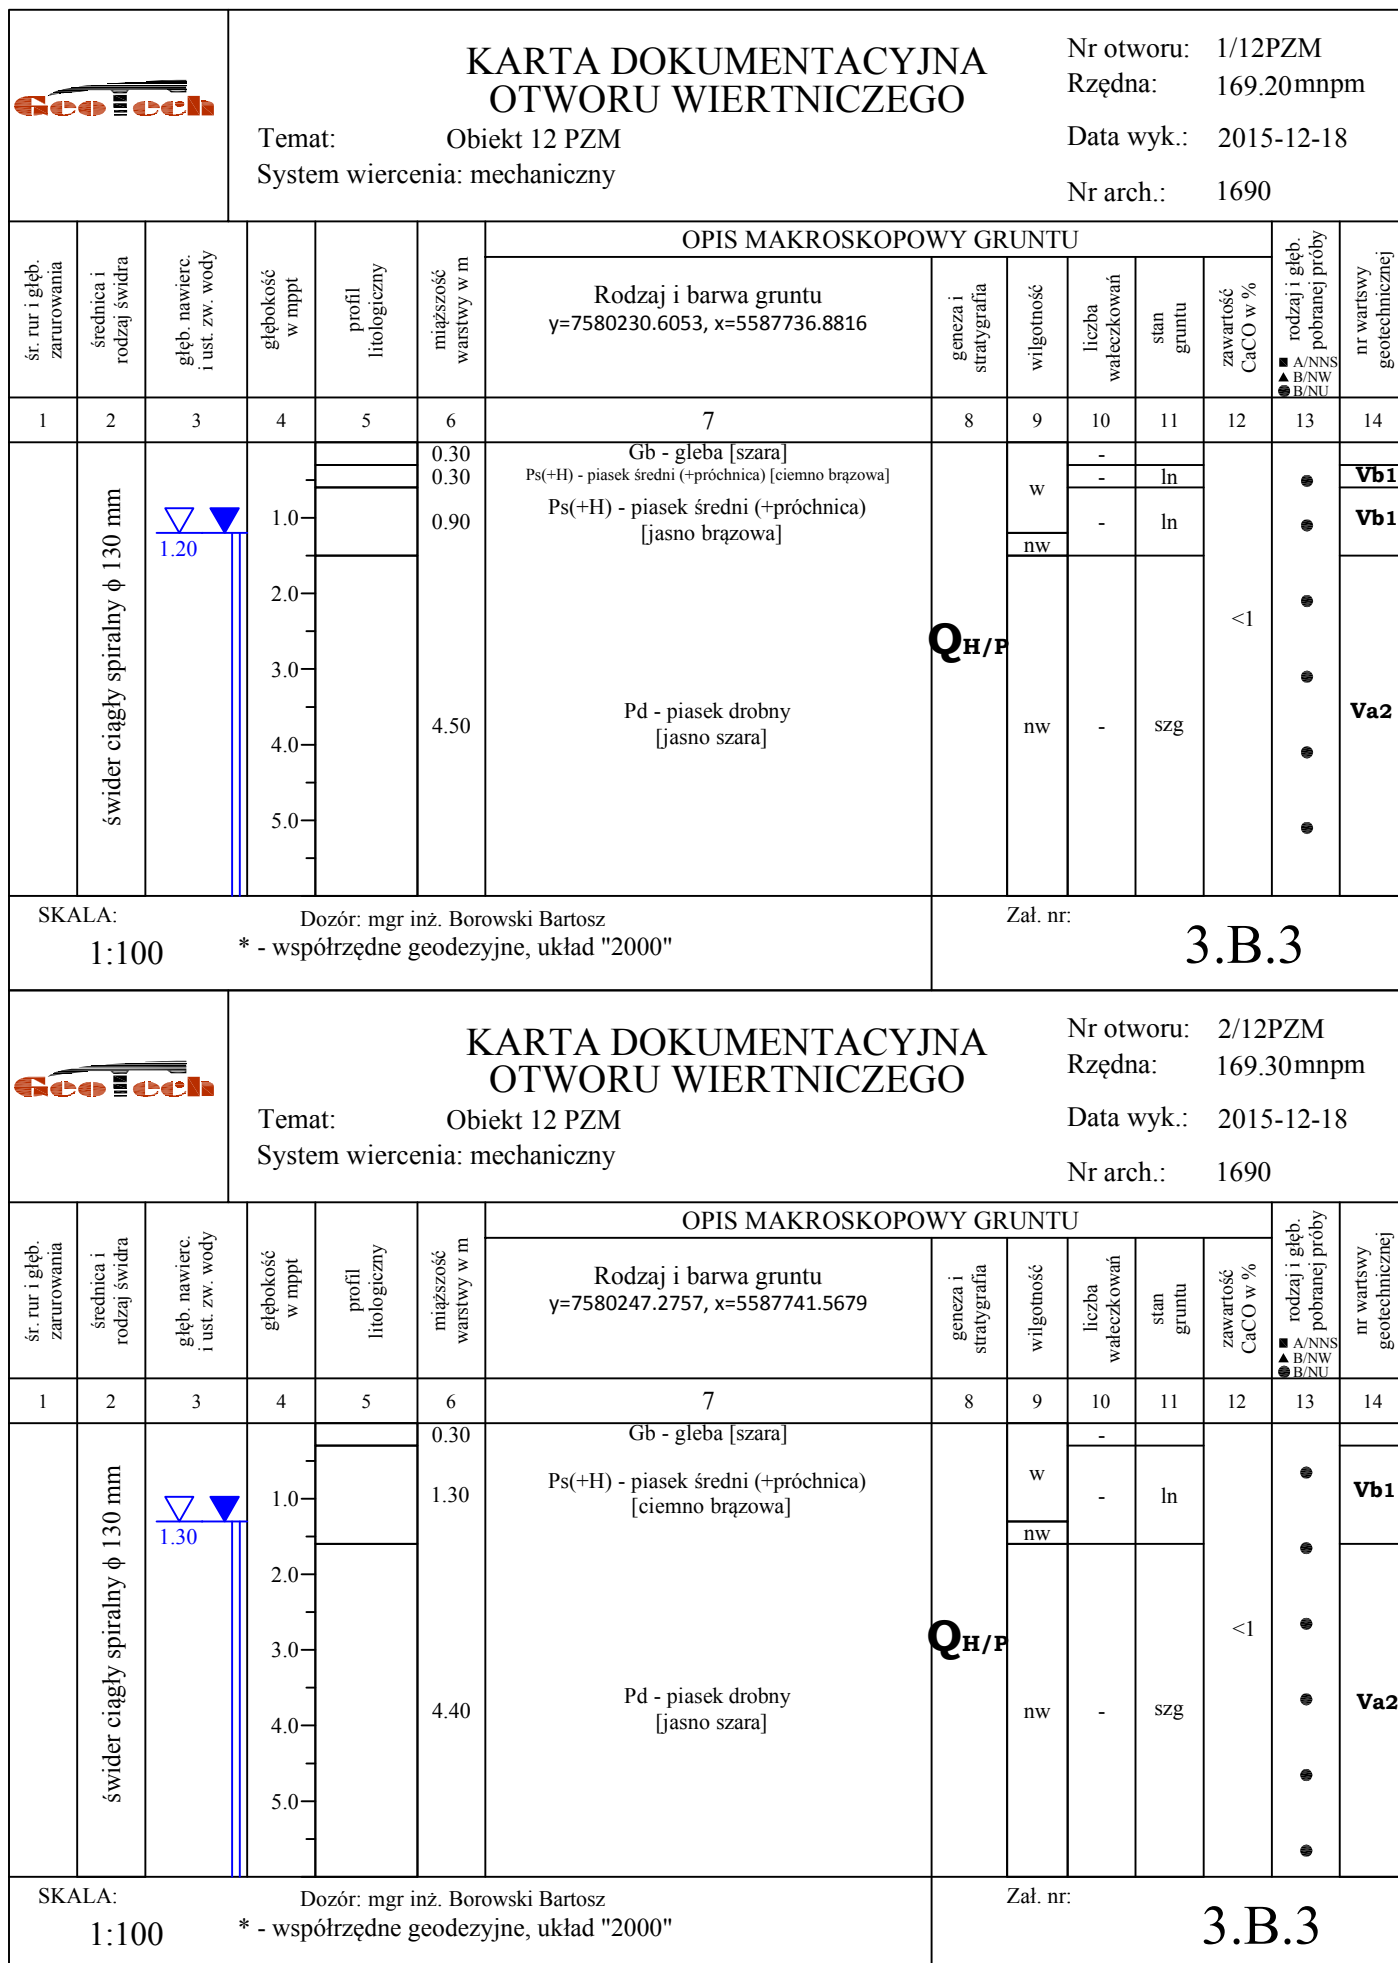 GeoTech
KARTA DOKUMENTACYJNA
OTWORU WIERTNICZEGO
Temat: Obiekt 12 PZM
System wiercenia: mechaniczny
Nr otworu: 1/12PZM
Rzędna: 169.20mnpm
Data wyk.: 2015-12-18
Nr arch.: 1690
śr. rur i głęb.
zarurowania
średnica i
rodzaj świdra
głęb. nawierc.
i ust. zw. wody
głębokość
w mppt
profil
litologiczny
miąższość
warstwy w m
OPIS MAKROSKOPOWY GRUNTU
Rodzaj i barwa gruntu
y=7580230.6053, x=5587736.8816
geneza i
stratygrafia
wilgotność
liczba
wałeczkowań
stan
gruntu
zawartość
CaCO w %
rodzaj i głęb.
pobranej próby
■ A/NNS
▲ B/NW
● B/NU
nr wartswy
geotechnicznej
1 2 3 4 5 6 7 8 9 10 11 12 13 14
świder ciągły spiralny ϕ 130 mm
1.20
1.0
2.0
3.0
4.0
5.0
0.30 Gb - gleba [szara] -
0.30 Ps(+H) - piasek średni (+próchnica) [ciemno brązowa] - ln Vb1
0.90 Ps(+H) - piasek średni (+próchnica)
[jasno brązowa]
w - ln Vb1
nw
<1
QH/P
4.50 Pd - piasek drobny
[jasno szara]
nw - szg Va2
SKALA:
1:100
Dozór: mgr inż. Borowski Bartosz
* - współrzędne geodezyjne, układ "2000"
Zał. nr:
3.B.3
GeoTech
KARTA DOKUMENTACYJNA
OTWORU WIERTNICZEGO
Temat: Obiekt 12 PZM
System wiercenia: mechaniczny
Nr otworu: 2/12PZM
Rzędna: 169.30mnpm
Data wyk.: 2015-12-18
Nr arch.: 1690
śr. rur i głęb.
zarurowania
średnica i
rodzaj świdra
głęb. nawierc.
i ust. zw. wody
głębokość
w mppt
profil
litologiczny
miąższość
warstwy w m
OPIS MAKROSKOPOWY GRUNTU
Rodzaj i barwa gruntu
y=7580247.2757, x=5587741.5679
geneza i
stratygrafia
wilgotność
liczba
wałeczkowań
stan
gruntu
zawartość
CaCO w %
rodzaj i głęb.
pobranej próby
■ A/NNS
▲ B/NW
● B/NU
nr wartswy
geotechnicznej
1 2 3 4 5 6 7 8 9 10 11 12 13 14
świder ciągły spiralny ϕ 130 mm
1.30
1.0
2.0
3.0
4.0
5.0
0.30 Gb - gleba [szara] -
1.30 Ps(+H) - piasek średni (+próchnica)
[ciemno brązowa]
w - ln Vb1
nw
<1
QH/P
4.40 Pd - piasek drobny
[jasno szara]
nw - szg Va2
SKALA:
1:100
Dozór: mgr inż. Borowski Bartosz
* - współrzędne geodezyjne, układ "2000"
Zał. nr:
3.B.3